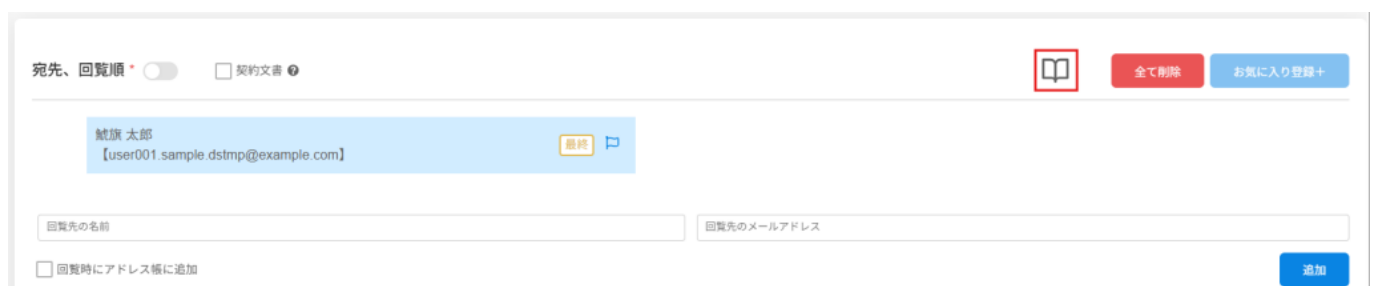 宛先、回覧順 * 契約文書 ?
全て削除 お気に入り登録+
鯱旗 太郎
最終
【user001.sample.dstmp@example.com】
回覧先の名前 回覧先のメールアドレス
回覧時にアドレス帳に追加 追加